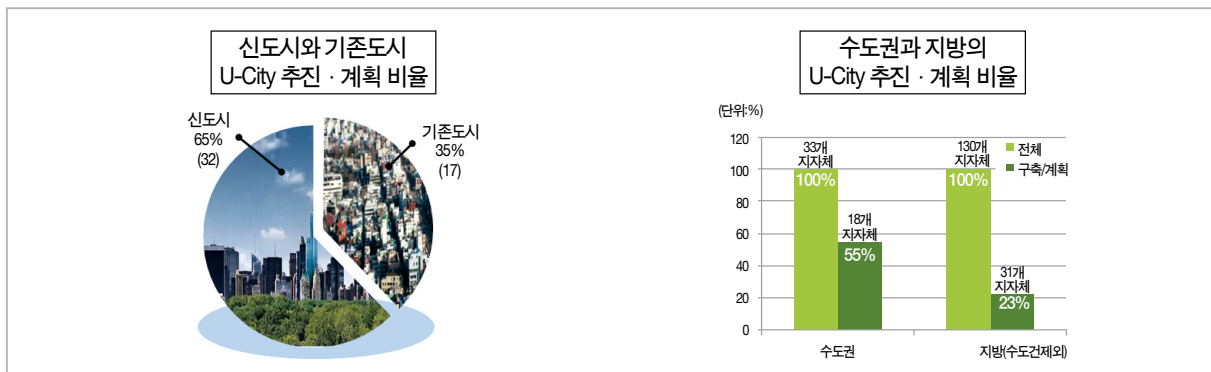 신도시와 기존도시
U-City 추진 · 계획 비율
신도시
65%
(32)
기존도시
35%
(17)
수도권과 지방의
U-City 추진 · 계획 비율
(단위:%)
120
100
80
60
40
20
0
33개
지자체
100%
18개
지자체
55%
130개
지자체
100%
31개
지자체
23%
전체
구축/계획
수도권
지방(수도건제외)